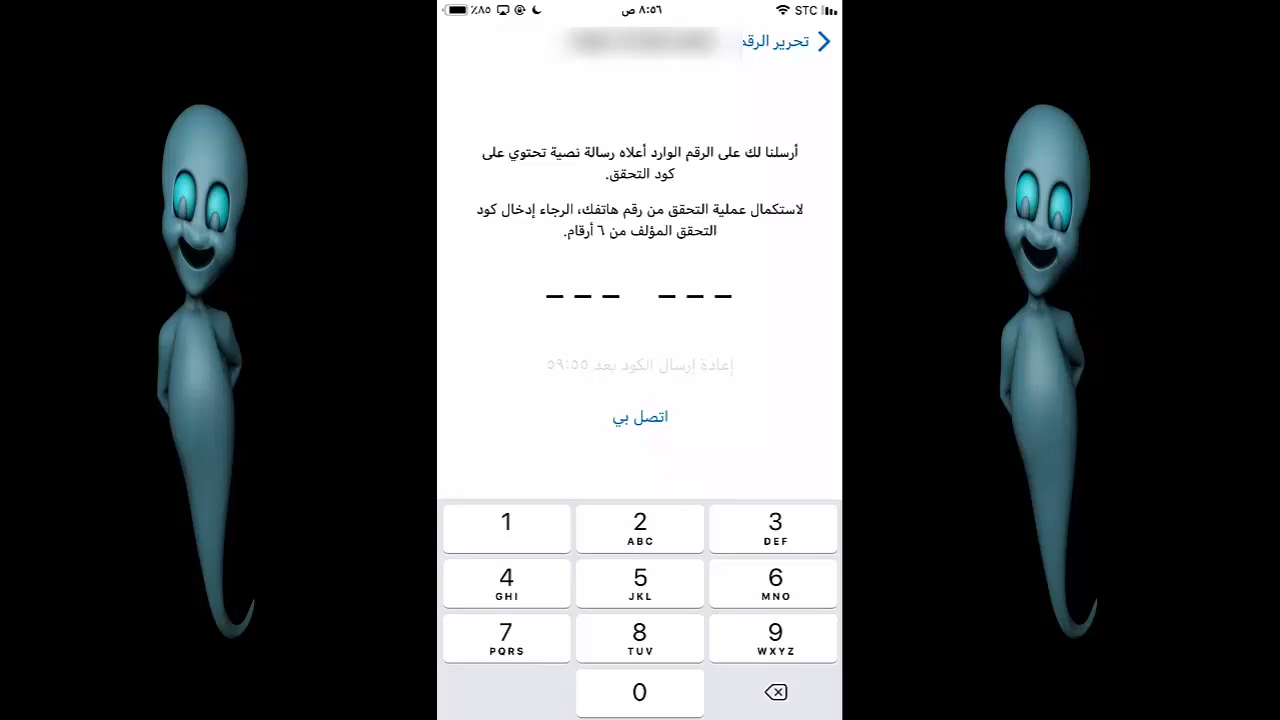 ٪٨٥ ٨:٥٦ ص STC
تحرير الرقم
أرسلنا لك على الرقم الوارد أعلاه رسالة نصية تحتوي على
كود التحقق.
لاستكمال عملية التحقق من رقم هاتفك، الرجاء إدخال كود
التحقق المؤلف من ٦ أرقام.
إعادة إرسال الكود بعد ٥٩:٥٥
اتصل بي
1 2 3
ABC DEF
4 5 6
GHI JKL MNO
7 8 9
PQRS TUV WXYZ
0